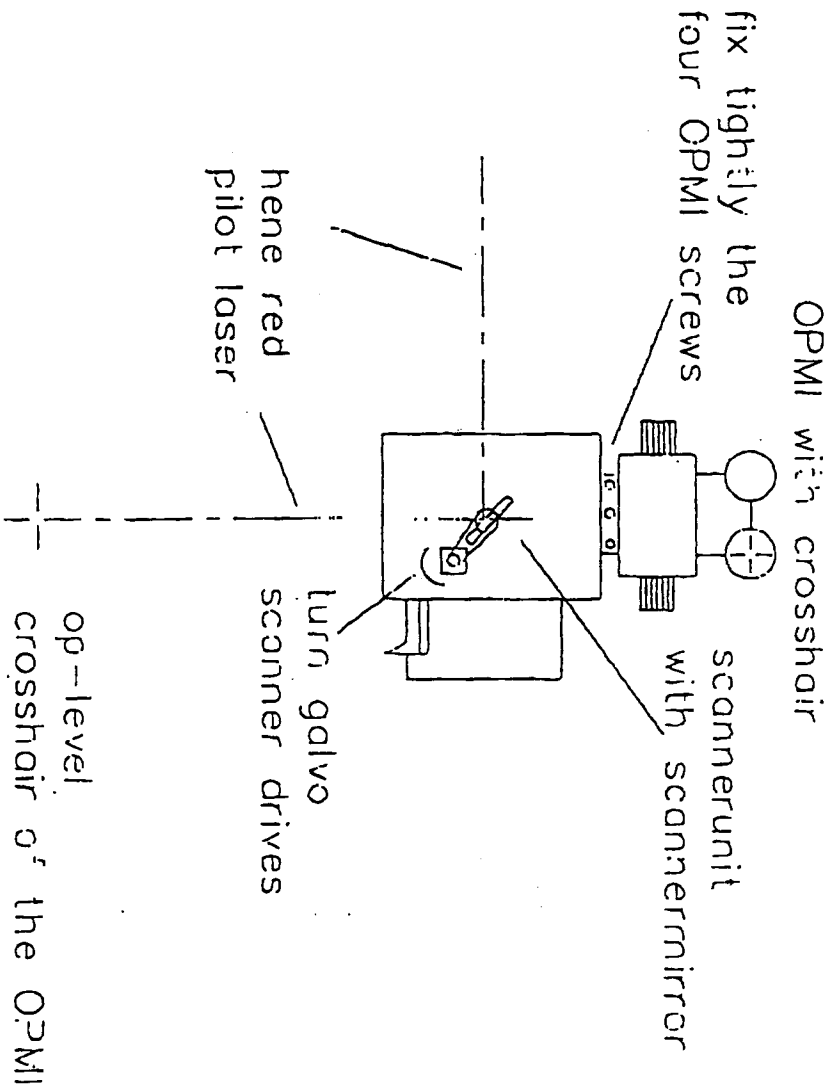 OPMI with crosshair
fix tightly the
four OPMI screws
scannerunit
with scannermirror
hene red
pilot laser
turn galvo
scanner drives
op-level
crosshair of the OPMI